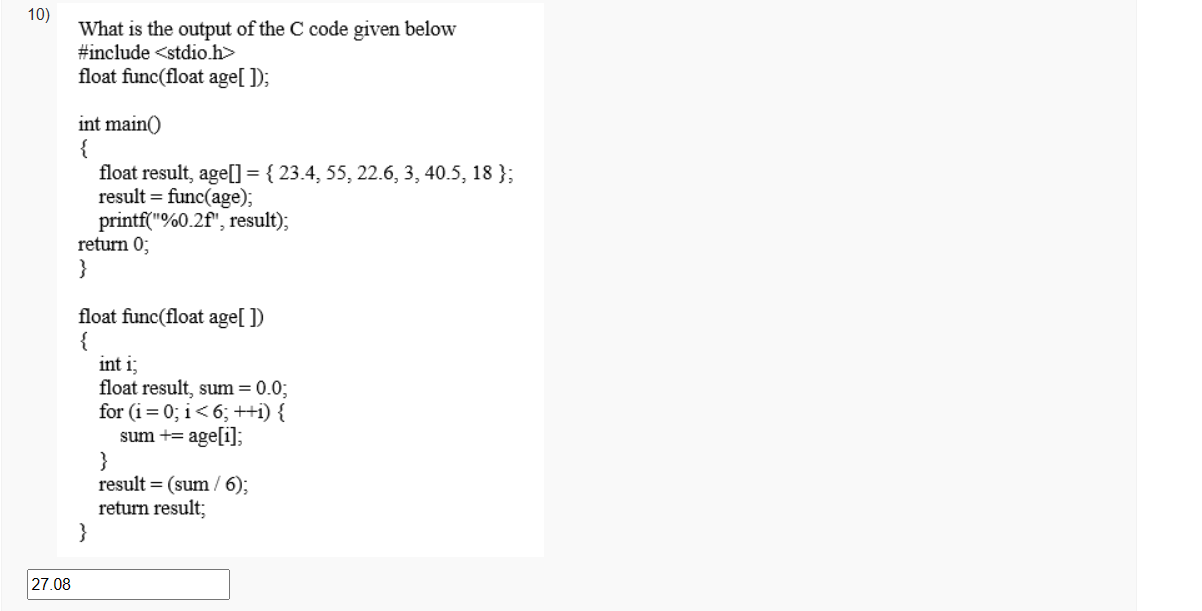 10)
What is the output of the C code given below
#include <stdio.h>
float func(float age[ ]);
int main()
{
float result, age[] = { 23.4, 55, 22.6, 3, 40.5, 18 };
result = func(age);
printf("%0.2f", result);
return 0;
}
float func(float age[ ])
{
int i;
float result, sum = 0.0;
for (i = 0; i < 6; ++i) {
sum += age[i];
}
result = (sum / 6);
return result;
}
27.08